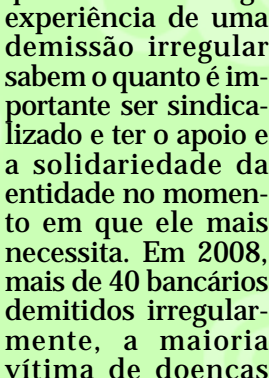 experiência de uma
demissão irregular
sabem o quanto é im-
portante ser sindica-
lizado e ter o apoio e
a solidariedade da
entidade no momen-
to em que ele mais
necessita. Em 2008,
mais de 40 bancários
demitidos irregular-
mente, a maioria
vítima de doenças